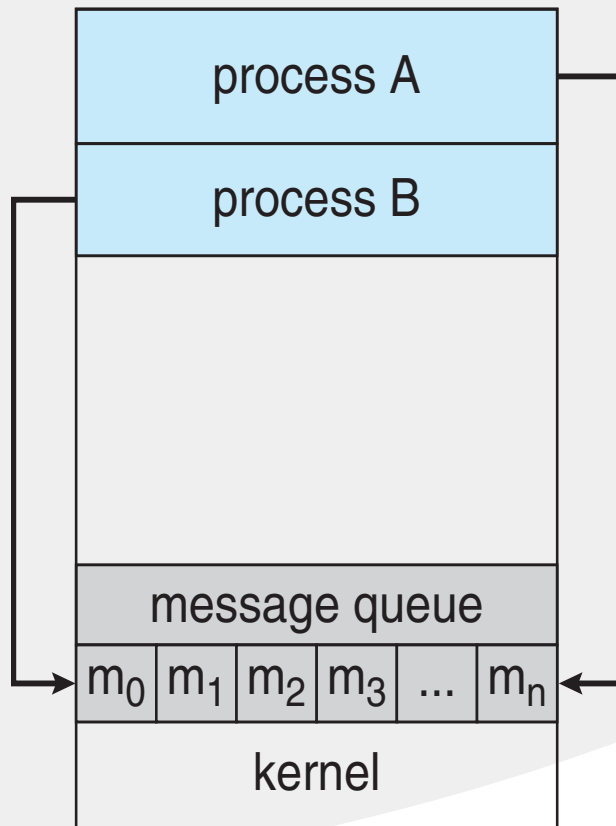 process A
process B
message queue
m₀ m₁ m₂ m₃ ... mₙ
kernel